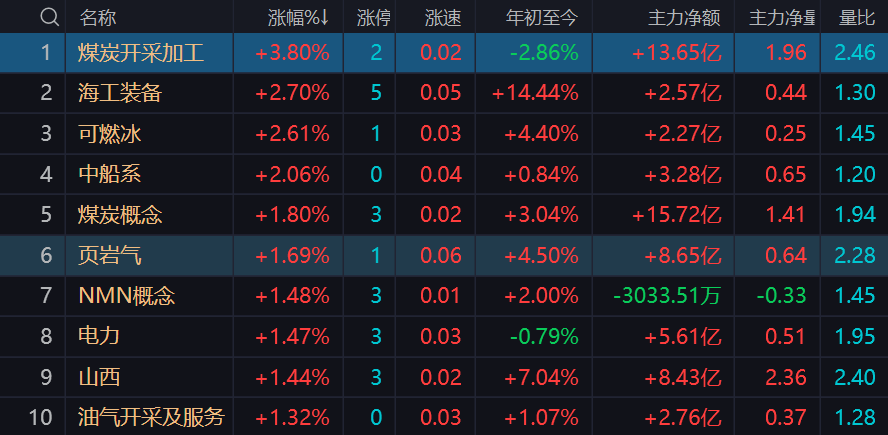 名称 涨幅%↓ 涨停 涨速 年初至今 主力净额 主力净量 量比
1 煤炭开采加工 +3.80% 2 0.02 -2.86% +13.65亿 1.96 2.46
2 海工装备 +2.70% 5 0.05 +14.44% +2.57亿 0.44 1.30
3 可燃冰 +2.61% 1 0.03 +4.40% +2.27亿 0.25 1.45
4 中船系 +2.06% 0 0.04 +0.84% +3.28亿 0.65 1.20
5 煤炭概念 +1.80% 3 0.02 +3.04% +15.72亿 1.41 1.94
6 页岩气 +1.69% 1 0.06 +4.50% +8.65亿 0.64 2.28
7 NMN概念 +1.48% 3 0.01 +2.00% -3033.51万 -0.33 1.45
8 电力 +1.47% 3 0.03 -0.79% +5.61亿 0.51 1.95
9 山西 +1.44% 3 0.02 +7.04% +8.43亿 2.36 2.40
10 油气开采及服务 +1.32% 0 0.03 +1.07% +2.76亿 0.37 1.28